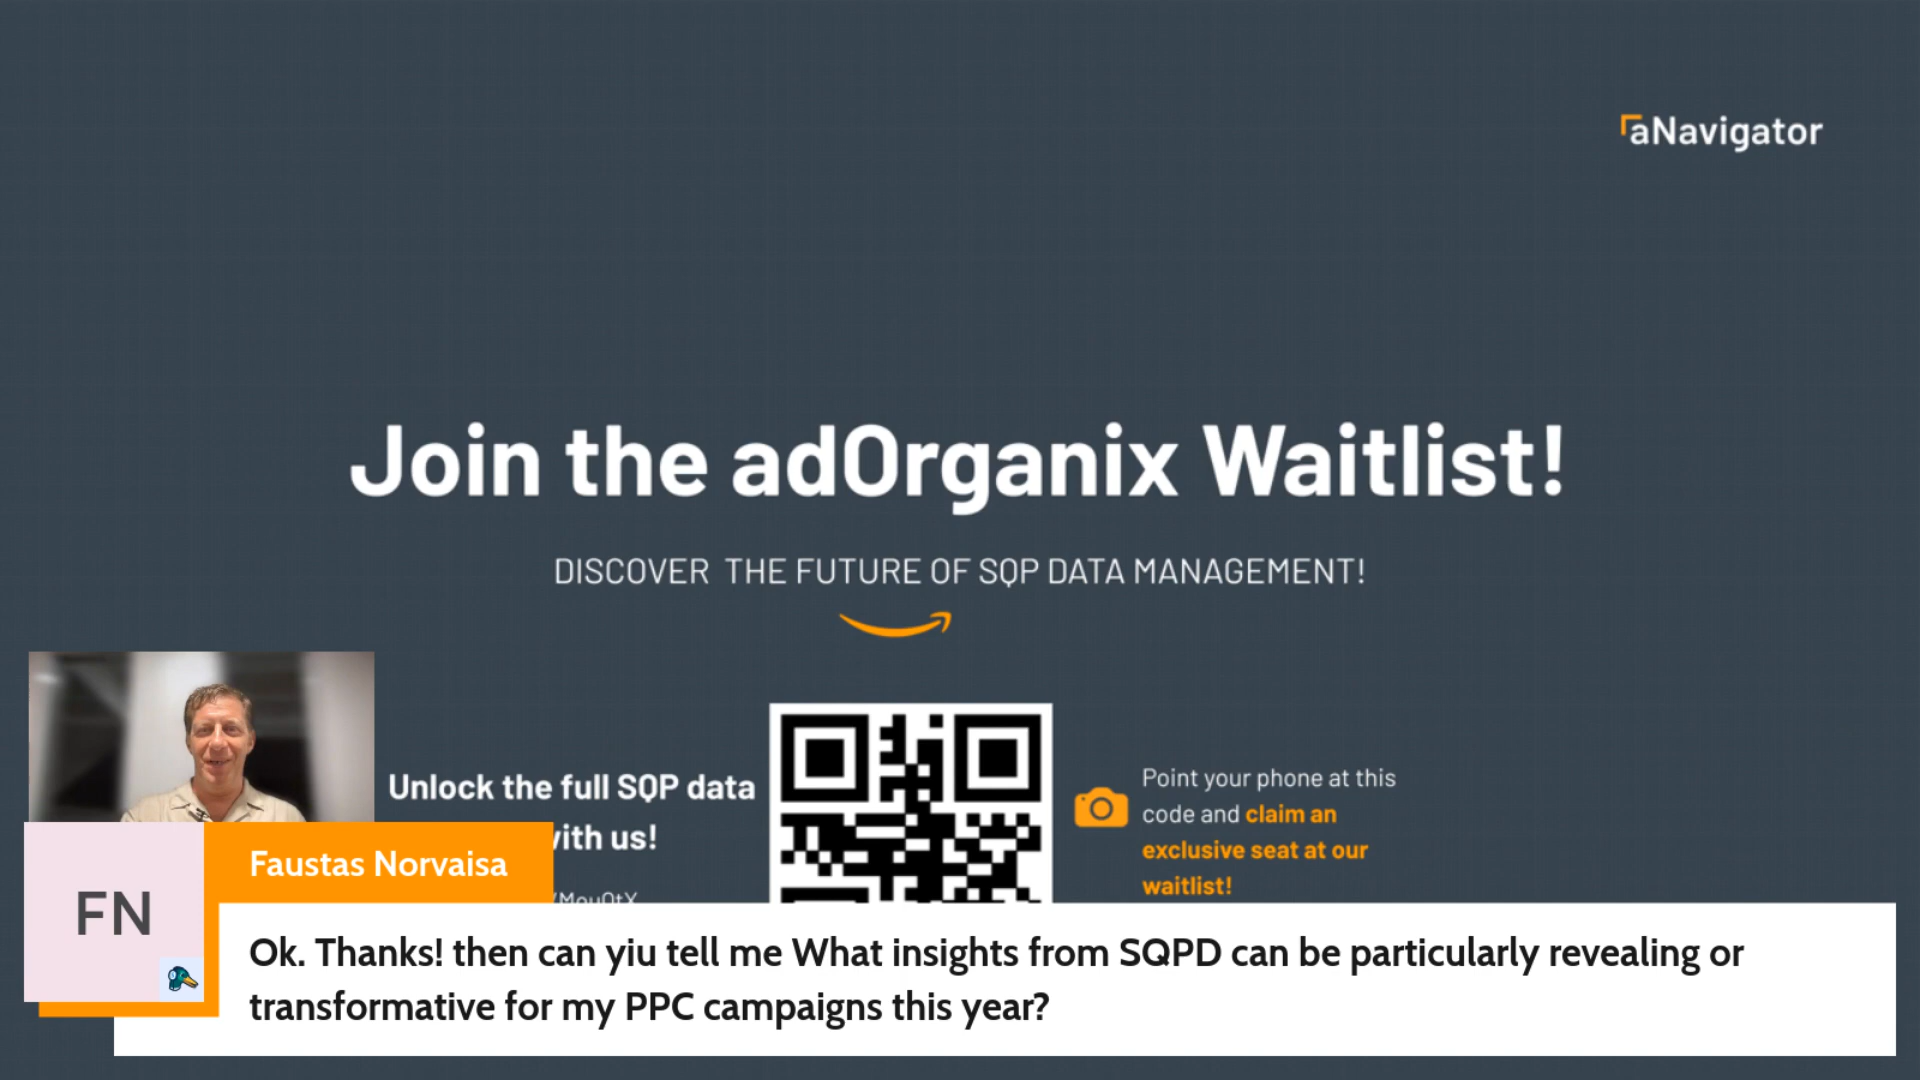 aNavigator
Join the adOrganix Waitlist!
DISCOVER THE FUTURE OF SQP DATA MANAGEMENT!
Unlock the full SQP data
with us!
Point your phone at this
code and claim an
exclusive seat at our
waitlist!
Faustas Norvaisa
FN
Ok. Thanks! then can yiu tell me What insights from SQPD can be particularly revealing or
transformative for my PPC campaigns this year?